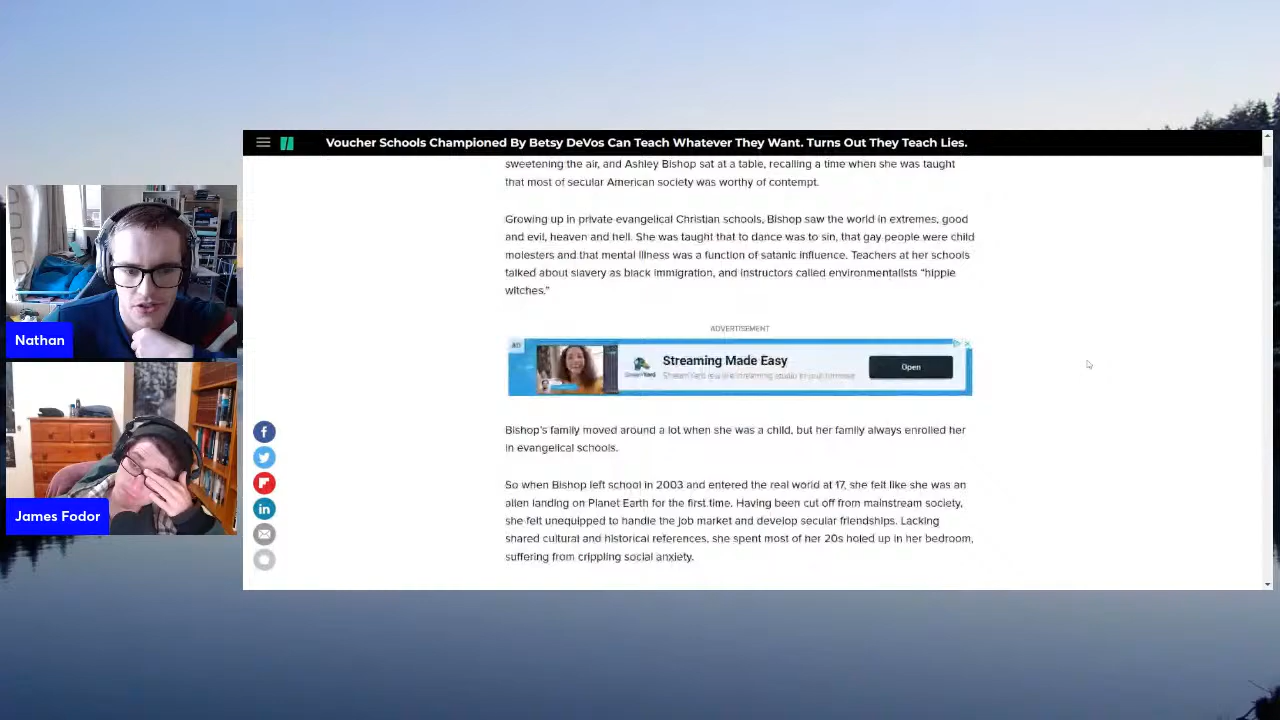 Voucher Schools Championed By Betsy DeVos Can Teach Whatever They Want. Turns Out They Teach Lies.
sweetening the air, and Ashley Bishop sat at a table, recalling a time when she was taught
that most of secular American society was worthy of contempt.
Growing up in private evangelical Christian schools, Bishop saw the world in extremes, good
and evil, heaven and hell. She was taught that to dance was to sin, that gay people were child
molesters and that mental illness was a function of satanic influence. Teachers at her schools
talked about slavery as black immigration, and instructors called environmentalists “hippie
witches.”
Nathan
ADVERTISEMENT
AD
Streaming Made Easy
StreamYard is a live streaming studio in your browser
Open
Bishop’s family moved around a lot when she was a child, but her family always enrolled her
in evangelical schools.
So when Bishop left school in 2003 and entered the real world at 17, she felt like she was an
alien landing on Planet Earth for the first time. Having been cut off from mainstream society,
she felt unequipped to handle the job market and develop secular friendships. Lacking
shared cultural and historical references, she spent most of her 20s holed up in her bedroom,
suffering from crippling social anxiety.
James Fodor